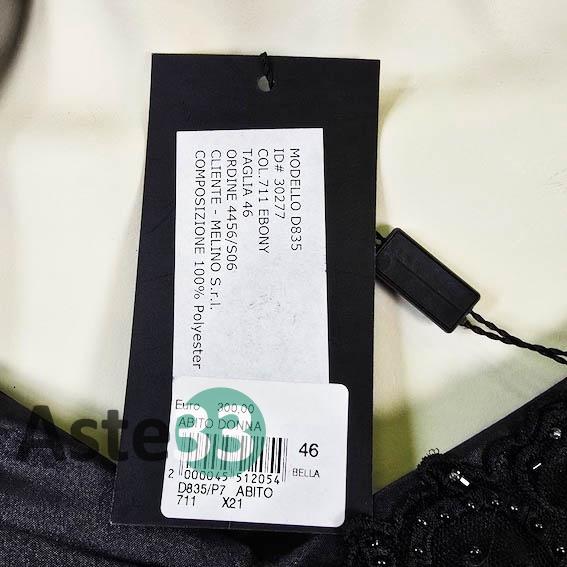 MODELLO D835
ID# 30277
COL.711 EBONY
TAGLIA 46
ORDINE 4456/S06
CLIENTE - MELINO S.r.l.
COMPOSIZIONE 100% Polyester
Euro 300,00
ABITO DONNA
46
BELLA
2 000045 512054
D835/P7 ABITO
711 X21
Aste33